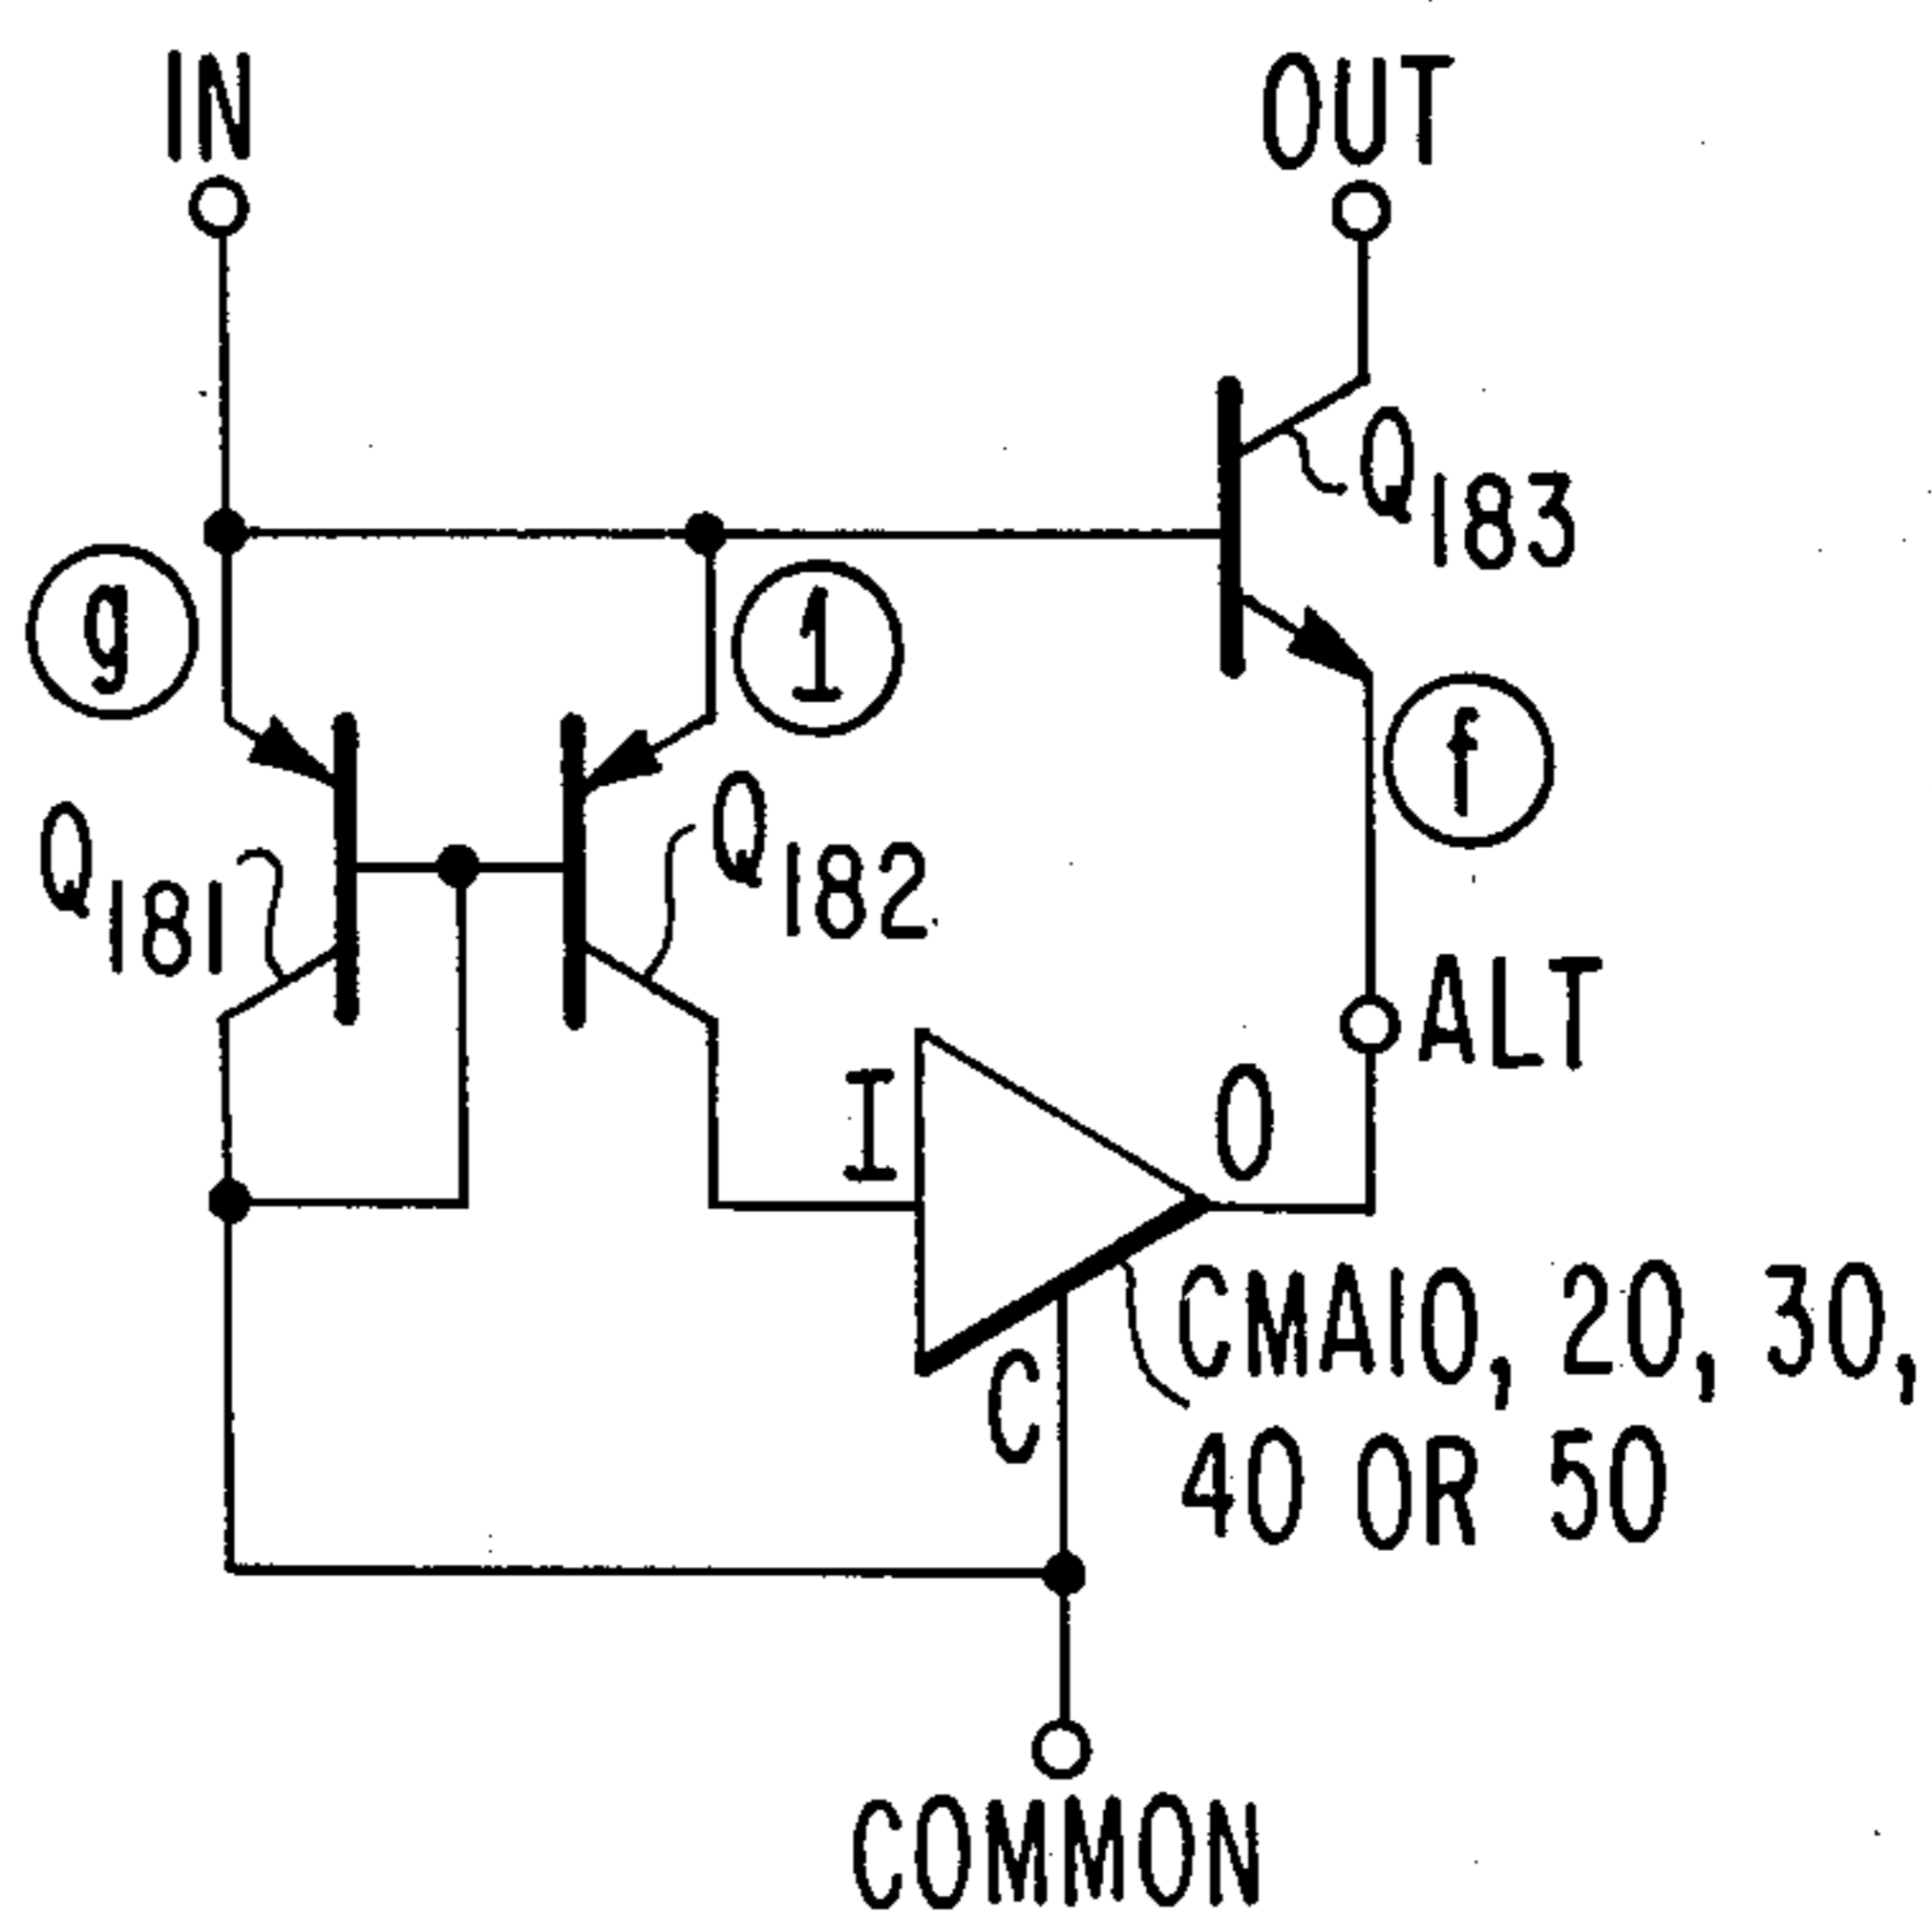 IN
OUT
Q183
g
1
f
Q181
Q182
ALT
I
O
CMA10, 20, 30,
40 OR 50
C
COMMON